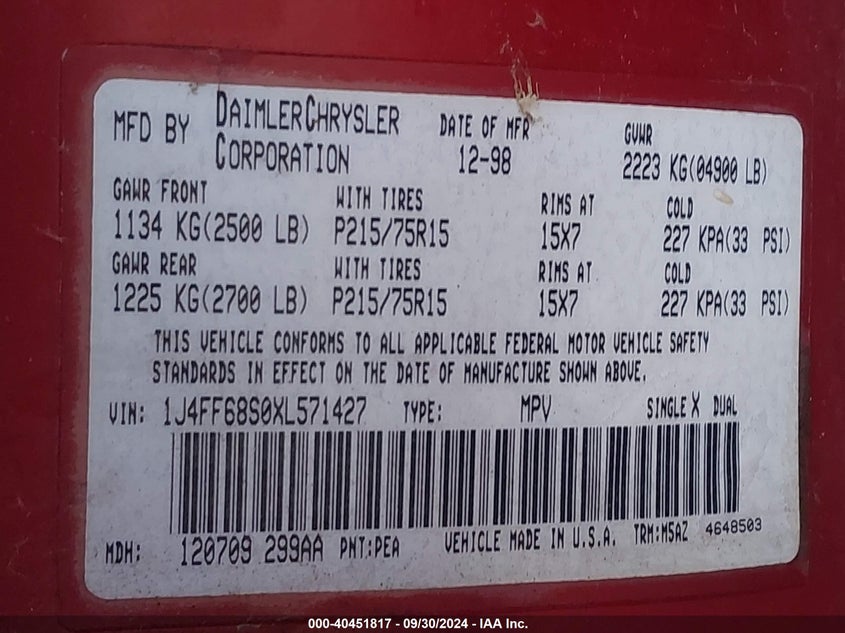 MFD BY DAIMLERCHRYSLER CORPORATION DATE OF MFR 12-98 GVWR 2223 KG(04900 LB)
GAWR FRONT WITH TIRES RIMS AT COLD
1134 KG(2500 LB) P215/75R15 15X7 227 KPA(33 PSI)
GAWR REAR WITH TIRES RIMS AT COLD
1225 KG(2700 LB) P215/75R15 15X7 227 KPA(33 PSI)
THIS VEHICLE CONFORMS TO ALL APPLICABLE FEDERAL MOTOR VEHICLE SAFETY
STANDARDS IN EFFECT ON THE DATE OF MANUFACTURE SHOWN ABOVE.
VIN: 1J4FF68S0XL571427 TYPE: MPV SINGLE X DUAL
MDH: 120709 299AA PNT:PEA VEHICLE MADE IN U.S.A. TRM:M5AZ 4648503
000-40451817 - 09/30/2024 - IAA Inc.